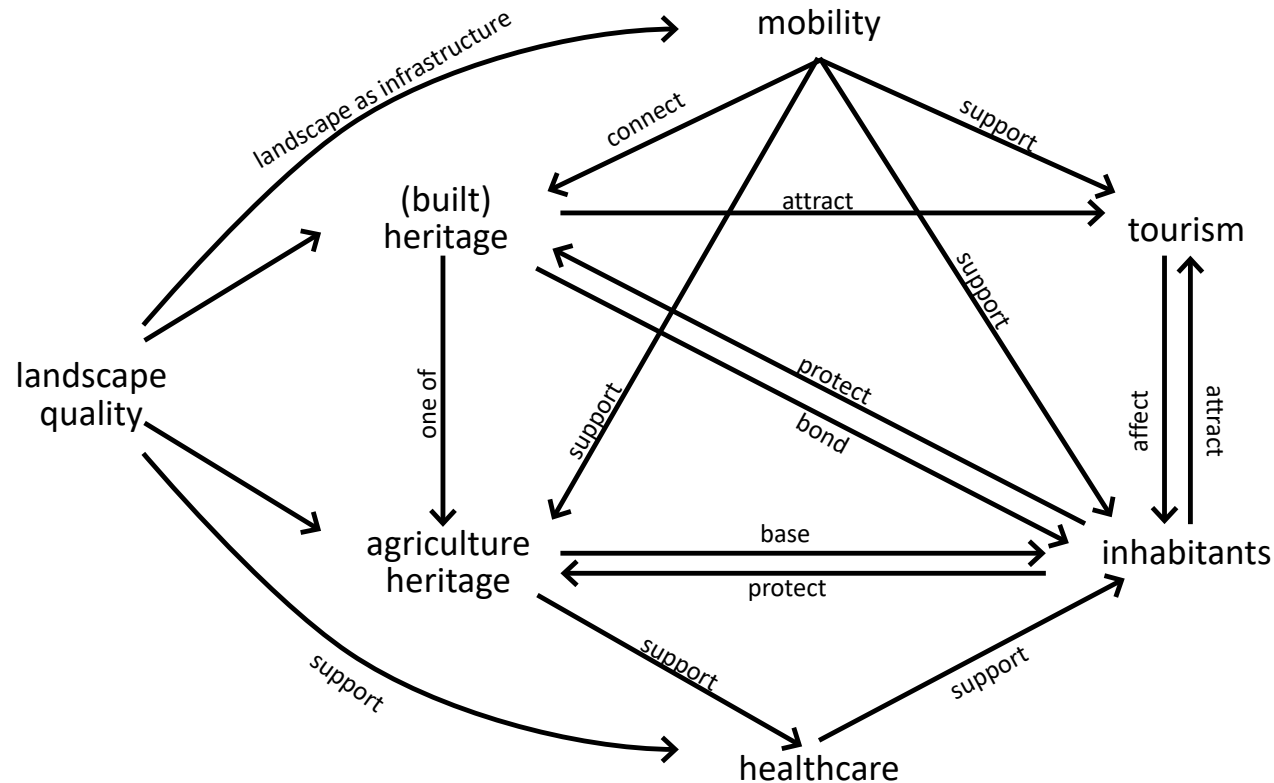 mobility
landscape as infrastructure
connect
support
(built)
heritage
attract
tourism
support
protect
bond
landscape
quality
one of
support
affect
attract
agriculture
heritage
base
protect
inhabitants
support
support
support
healthcare